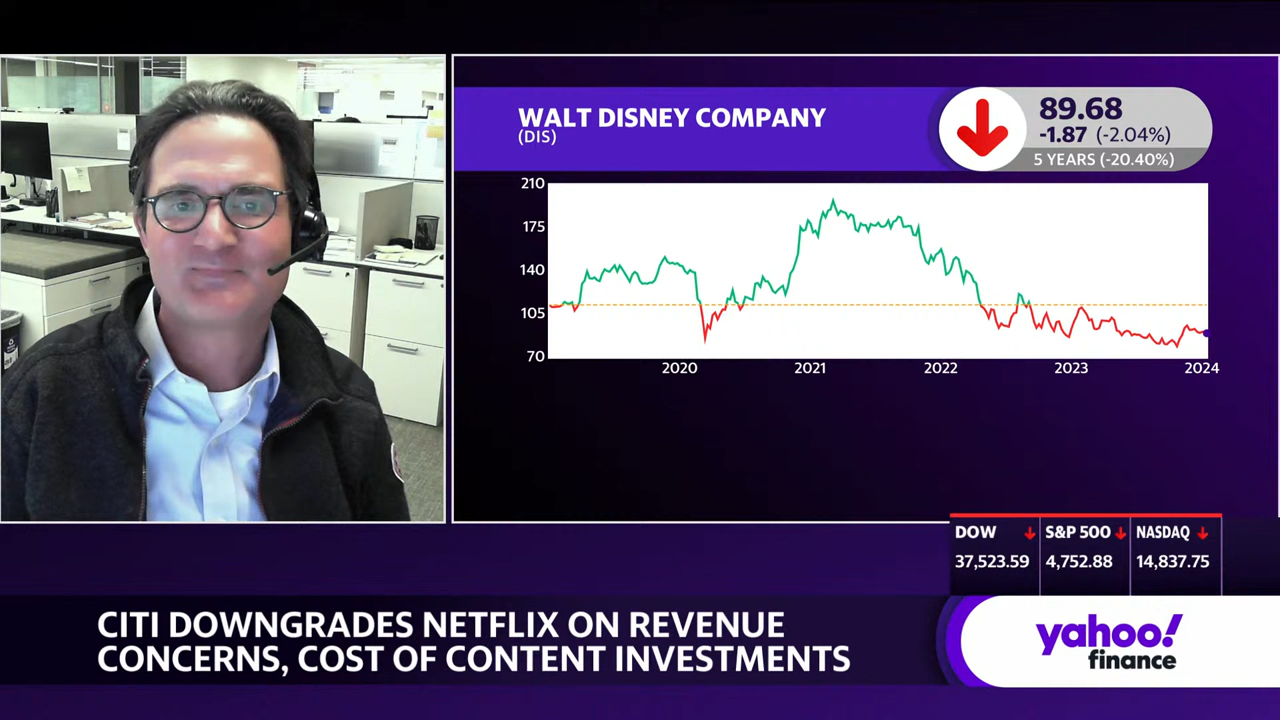 WALT DISNEY COMPANY
(DIS)
89.68
-1.87 (-2.04%)
5 YEARS (-20.40%)
210
175
140
105
70
2020 2021 2022 2023 2024
DOW S&P 500 NASDAQ
37,523.59 4,752.88 14,837.75
CITI DOWNGRADES NETFLIX ON REVENUE
CONCERNS, COST OF CONTENT INVESTMENTS
yahoo!
finance